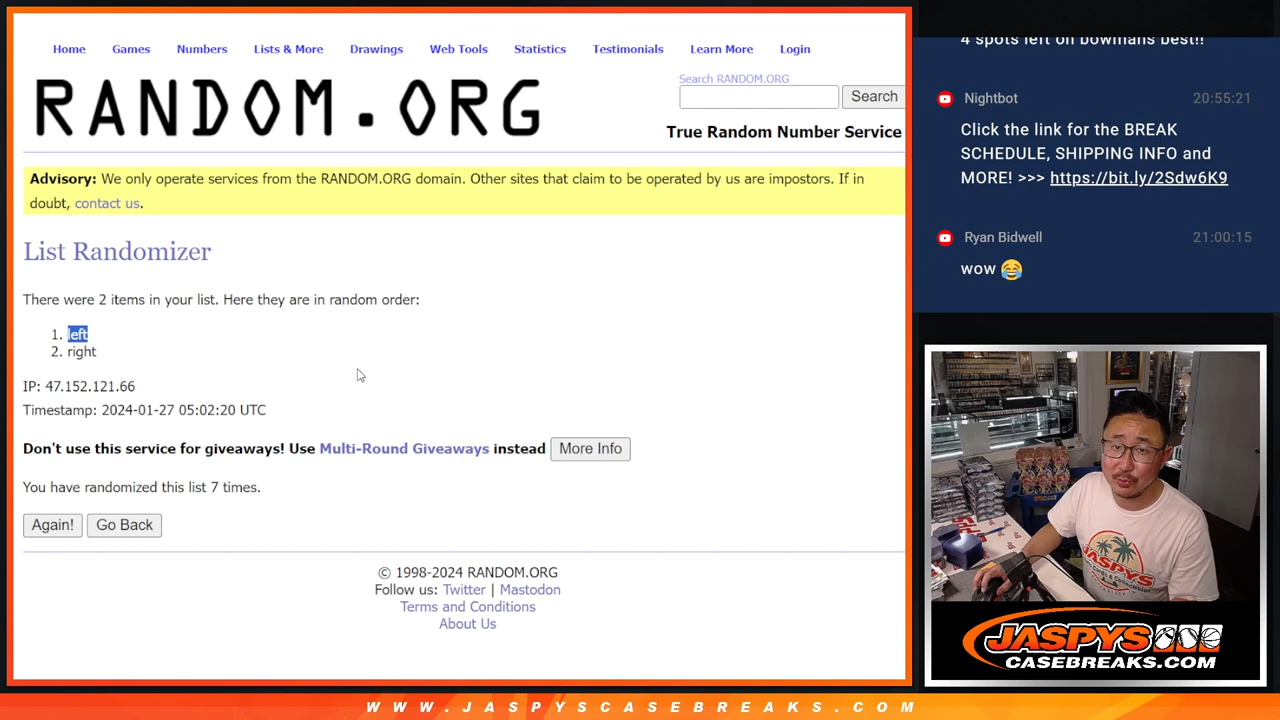 Home Games Numbers Lists & More Drawings Web Tools Statistics Testimonials Learn More Login
RANDOM.ORG
Search RANDOM.ORG
Search
True Random Number Service
Advisory: We only operate services from the RANDOM.ORG domain. Other sites that claim to be operated by us are impostors. If in
doubt, contact us.
List Randomizer
There were 2 items in your list. Here they are in random order:
1. left
2. right
IP: 47.152.121.66
Timestamp: 2024-01-27 05:02:20 UTC
Don't use this service for giveaways! Use Multi-Round Giveaways instead More Info
You have randomized this list 7 times.
Again! Go Back
© 1998-2024 RANDOM.ORG
Follow us: Twitter | Mastodon
Terms and Conditions
About Us
4 spots left on bowmans best!!
Nightbot 20:55:21
Click the link for the BREAK
SCHEDULE, SHIPPING INFO and
MORE! >>> https://bit.ly/2Sdw6K9
Ryan Bidwell 21:00:15
wow 😂
JASPYS
JASPYS
CASEBREAKS.COM
WWW.JASPYSCASEBREAKS.COM